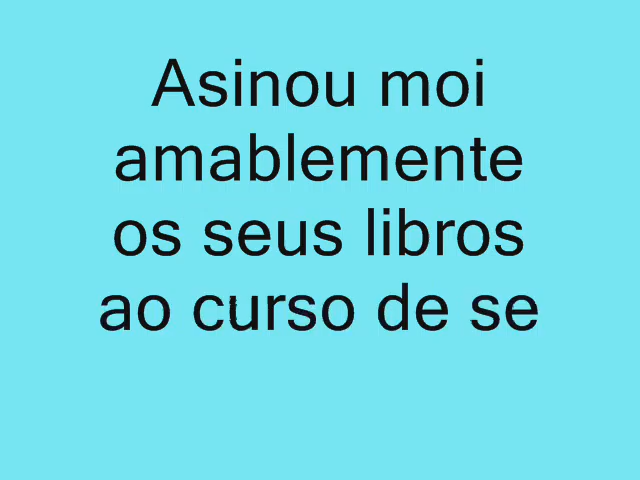 Asinou moi
amablemente
os seus libros
ao curso de se